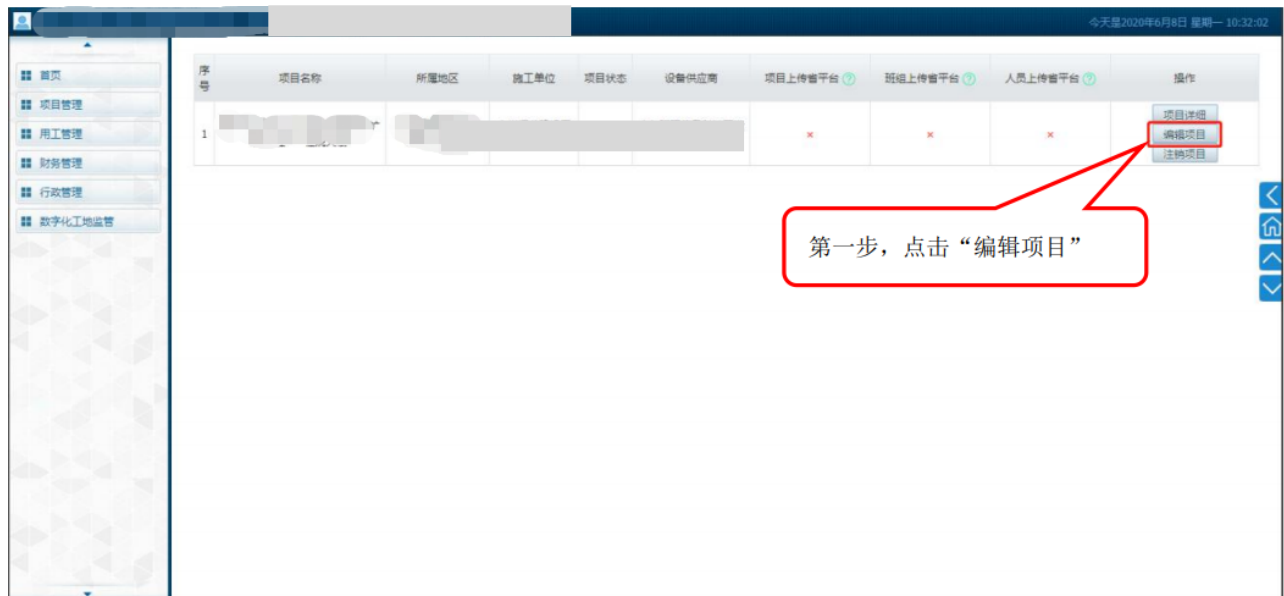 今天是2020年6月8日 星期一 10:32:02
首页
项目管理
用工管理
财务管理
行政管理
数字化工地监管
序号 项目名称 所属地区 施工单位 项目状态 设备供应商 项目上传省平台 ? 班组上传省平台 ? 人员上传省平台 ? 操作
1 × × ×
项目详细
编辑项目
注销项目
第一步，点击“编辑项目”